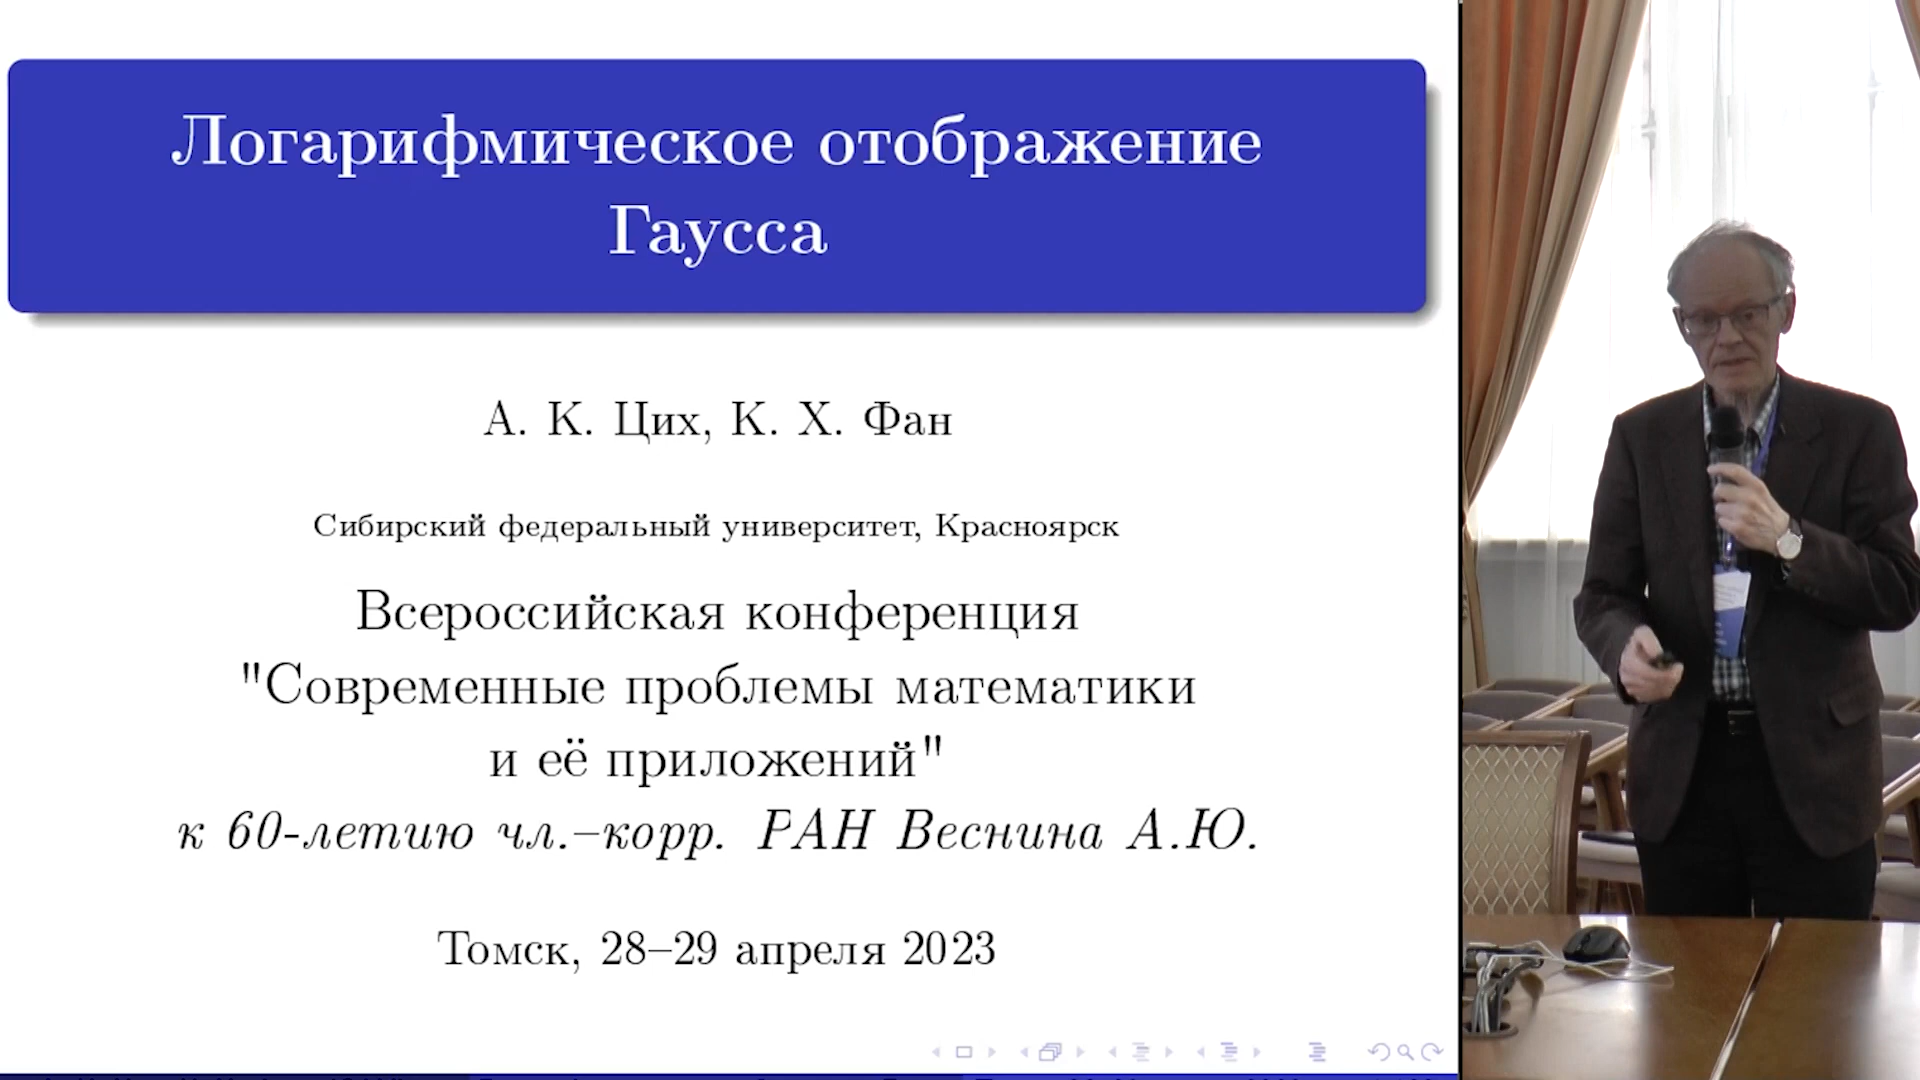 Логарифмическое отображение
Гаусса
А. К. Цих, К. Х. Фан
Сибирский федеральный университет, Красноярск
Всероссийская конференция
"Современные проблемы математики
и её приложений"
к 60-летию чл.–корр. РАН Веснина А.Ю.
Томск, 28–29 апреля 2023